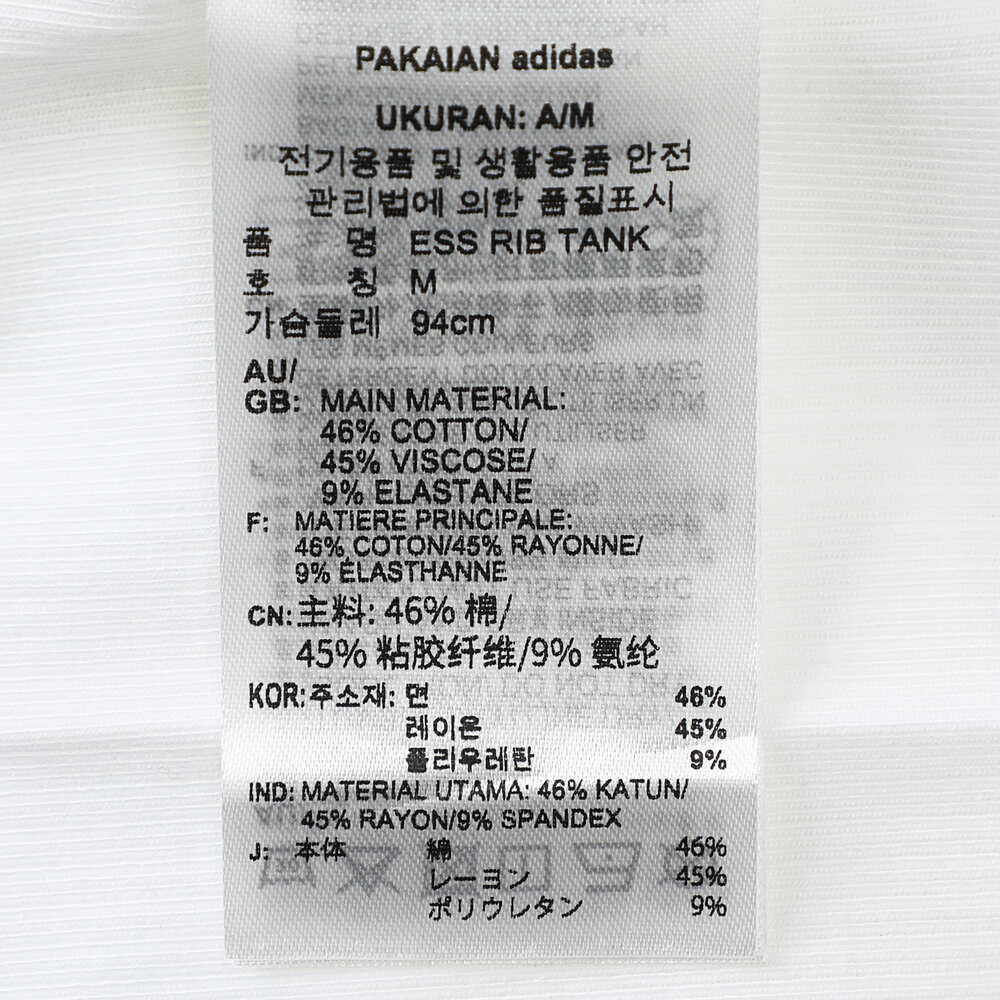 PAKAIAN adidas
UKURAN: A/M
전기용품 및 생활용품 안전
관리법에 의한 품질표시
품 명 ESS RIB TANK
호 칭 M
가슴둘레 94cm
AU/
GB: MAIN MATERIAL:
46% COTTON/
45% VISCOSE/
9% ELASTANE
F: MATIERE PRINCIPALE:
46% COTON/45% RAYONNE/
9% ÉLASTHANNE
CN: 主料: 46% 棉/
45% 粘胶纤维/9% 氨纶
KOR: 주소재: 면 46%
레이온 45%
폴리우레탄 9%
IND: MATERIAL UTAMA: 46% KATUN/
45% RAYON/9% SPANDEX
J: 本体 綿 46%
レーヨン 45%
ポリウレタン 9%